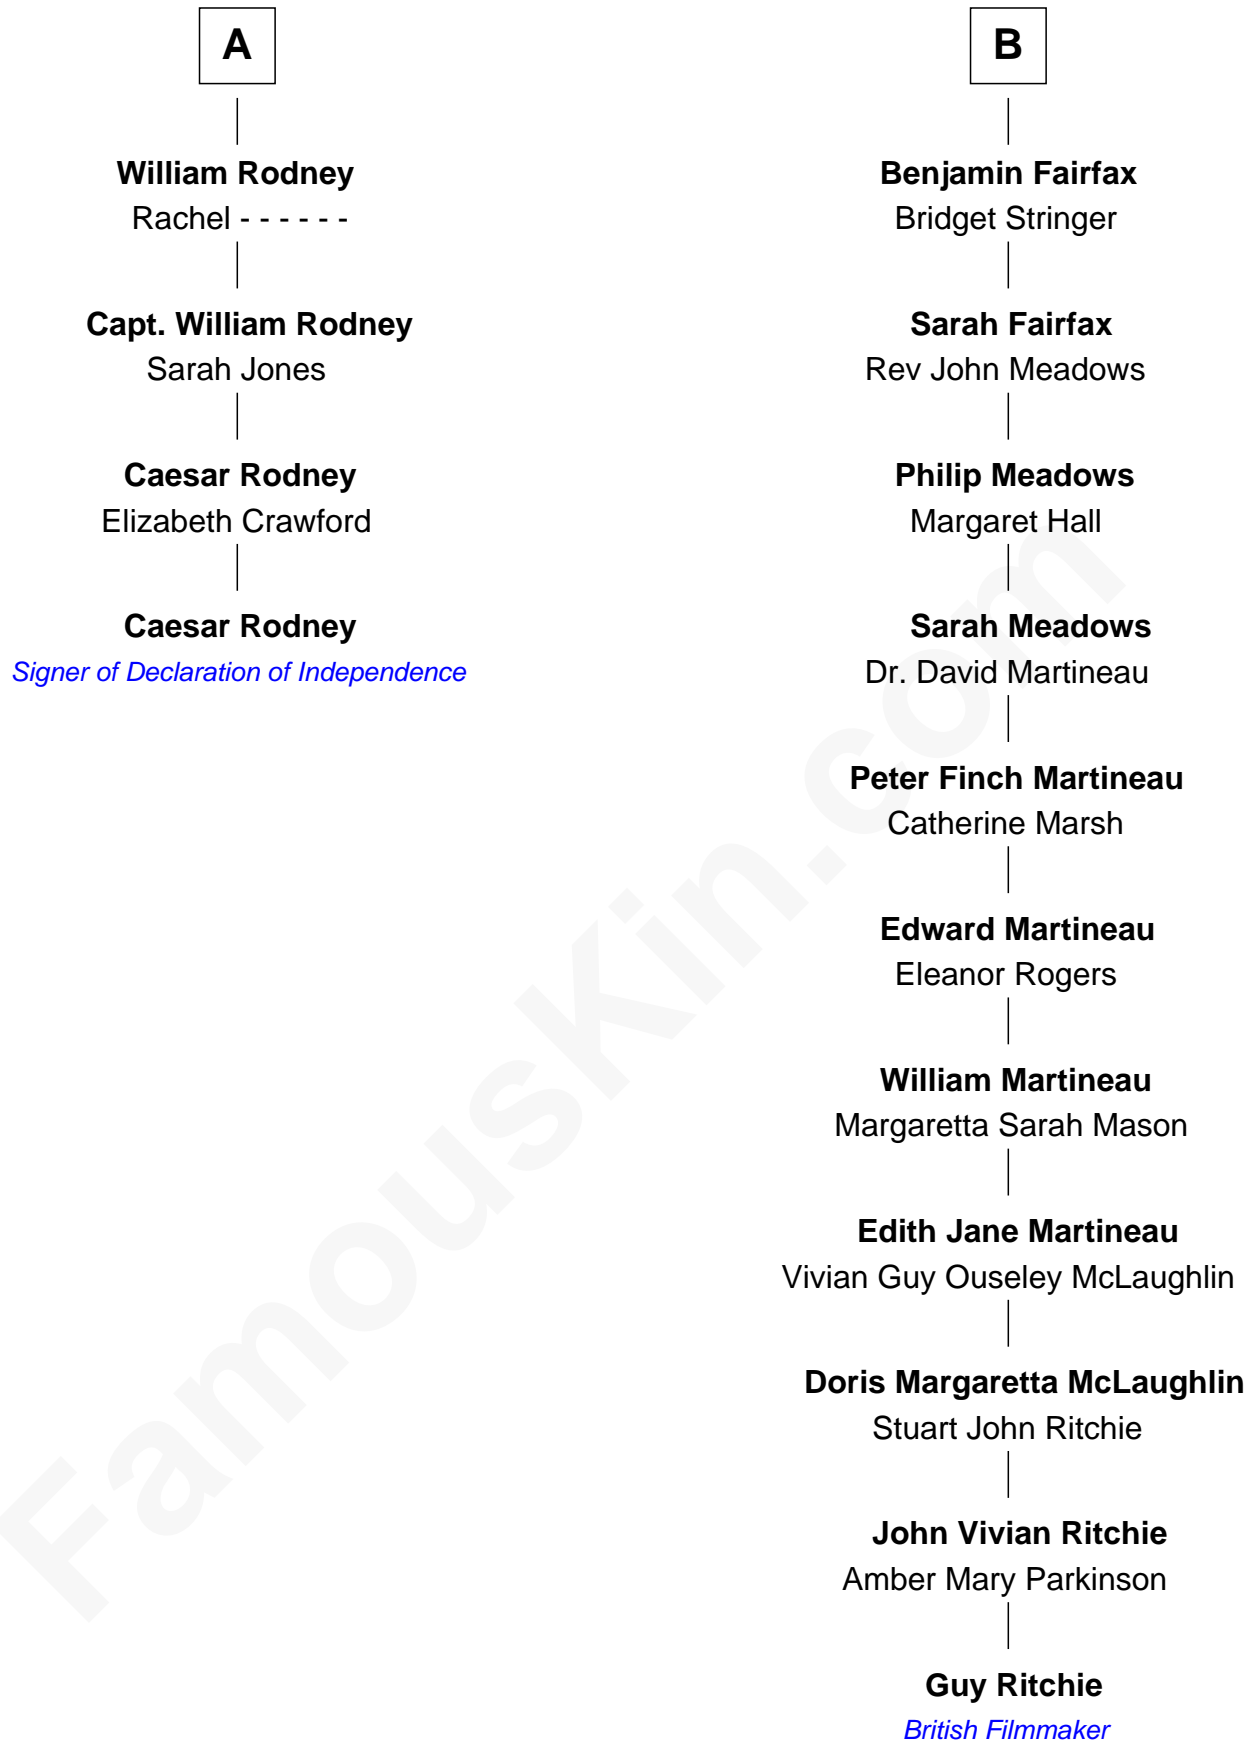 A
William Rodney
Rachel - - - - - -
Capt. William Rodney
Sarah Jones
Caesar Rodney
Elizabeth Crawford
Caesar Rodney
Signer of Declaration of Independence
B
Benjamin Fairfax
Bridget Stringer
Sarah Fairfax
Rev John Meadows
Philip Meadows
Margaret Hall
Sarah Meadows
Dr. David Martineau
Peter Finch Martineau
Catherine Marsh
Edward Martineau
Eleanor Rogers
William Martineau
Margaretta Sarah Mason
Edith Jane Martineau
Vivian Guy Ouseley McLaughlin
Doris Margaretta McLaughlin
Stuart John Ritchie
John Vivian Ritchie
Amber Mary Parkinson
Guy Ritchie
British Filmmaker
FamousKin.com